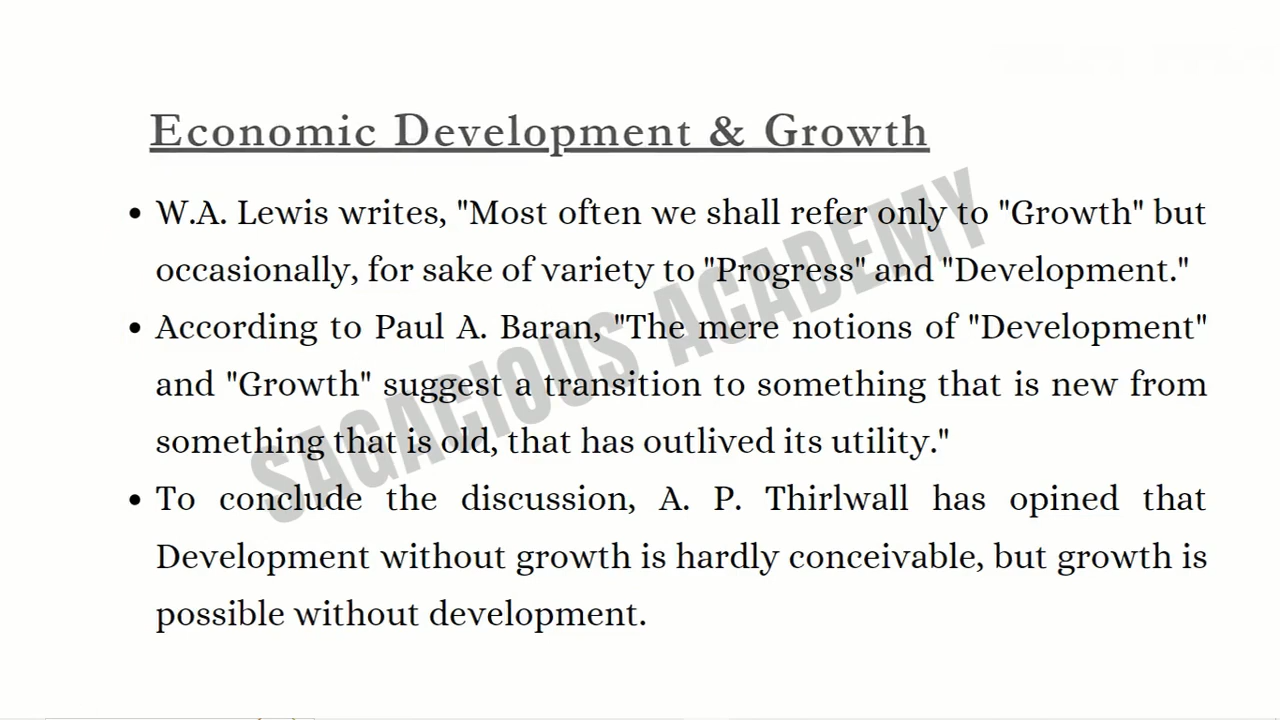 Economic Development & Growth
• W.A. Lewis writes, "Most often we shall refer only to "Growth" but
occasionally, for sake of variety to "Progress" and "Development."
• According to Paul A. Baran, "The mere notions of "Development"
and "Growth" suggest a transition to something that is new from
something that is old, that has outlived its utility."
• To conclude the discussion, A. P. Thirlwall has opined that
Development without growth is hardly conceivable, but growth is
possible without development.
SAGACIOUS ACADEMY